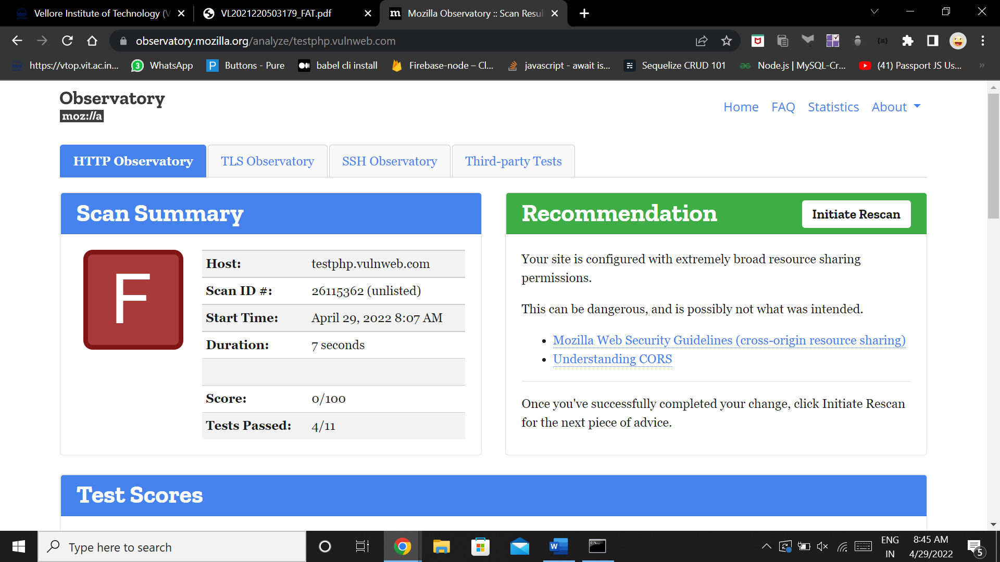 Vellore Institute of Technology (V
VL2021220503179_FAT.pdf
m Mozilla Observatory :: Scan Resul
observatory.mozilla.org/analyze/testphp.vulnweb.com
https://vtop.vit.ac.in...
3 WhatsApp
P Buttons - Pure
babel cli install
Firebase-node – Cl...
javascript - await is...
Sequelize CRUD 101
Node.js | MySQL-Cr...
(41) Passport JS Us...
»
Observatory
moz://a
Home FAQ Statistics About
HTTP Observatory TLS Observatory SSH Observatory Third-party Tests
Scan Summary
F
Host: testphp.vulnweb.com
Scan ID #: 26115362 (unlisted)
Start Time: April 29, 2022 8:07 AM
Duration: 7 seconds
Score: 0/100
Tests Passed: 4/11
Recommendation
Initiate Rescan
Your site is configured with extremely broad resource sharing
permissions.
This can be dangerous, and is possibly not what was intended.
• Mozilla Web Security Guidelines (cross-origin resource sharing)
• Understanding CORS
Once you've successfully completed your change, click Initiate Rescan
for the next piece of advice.
Test Scores
Type here to search
W
ENG
IN
8:45 AM
4/29/2022
5